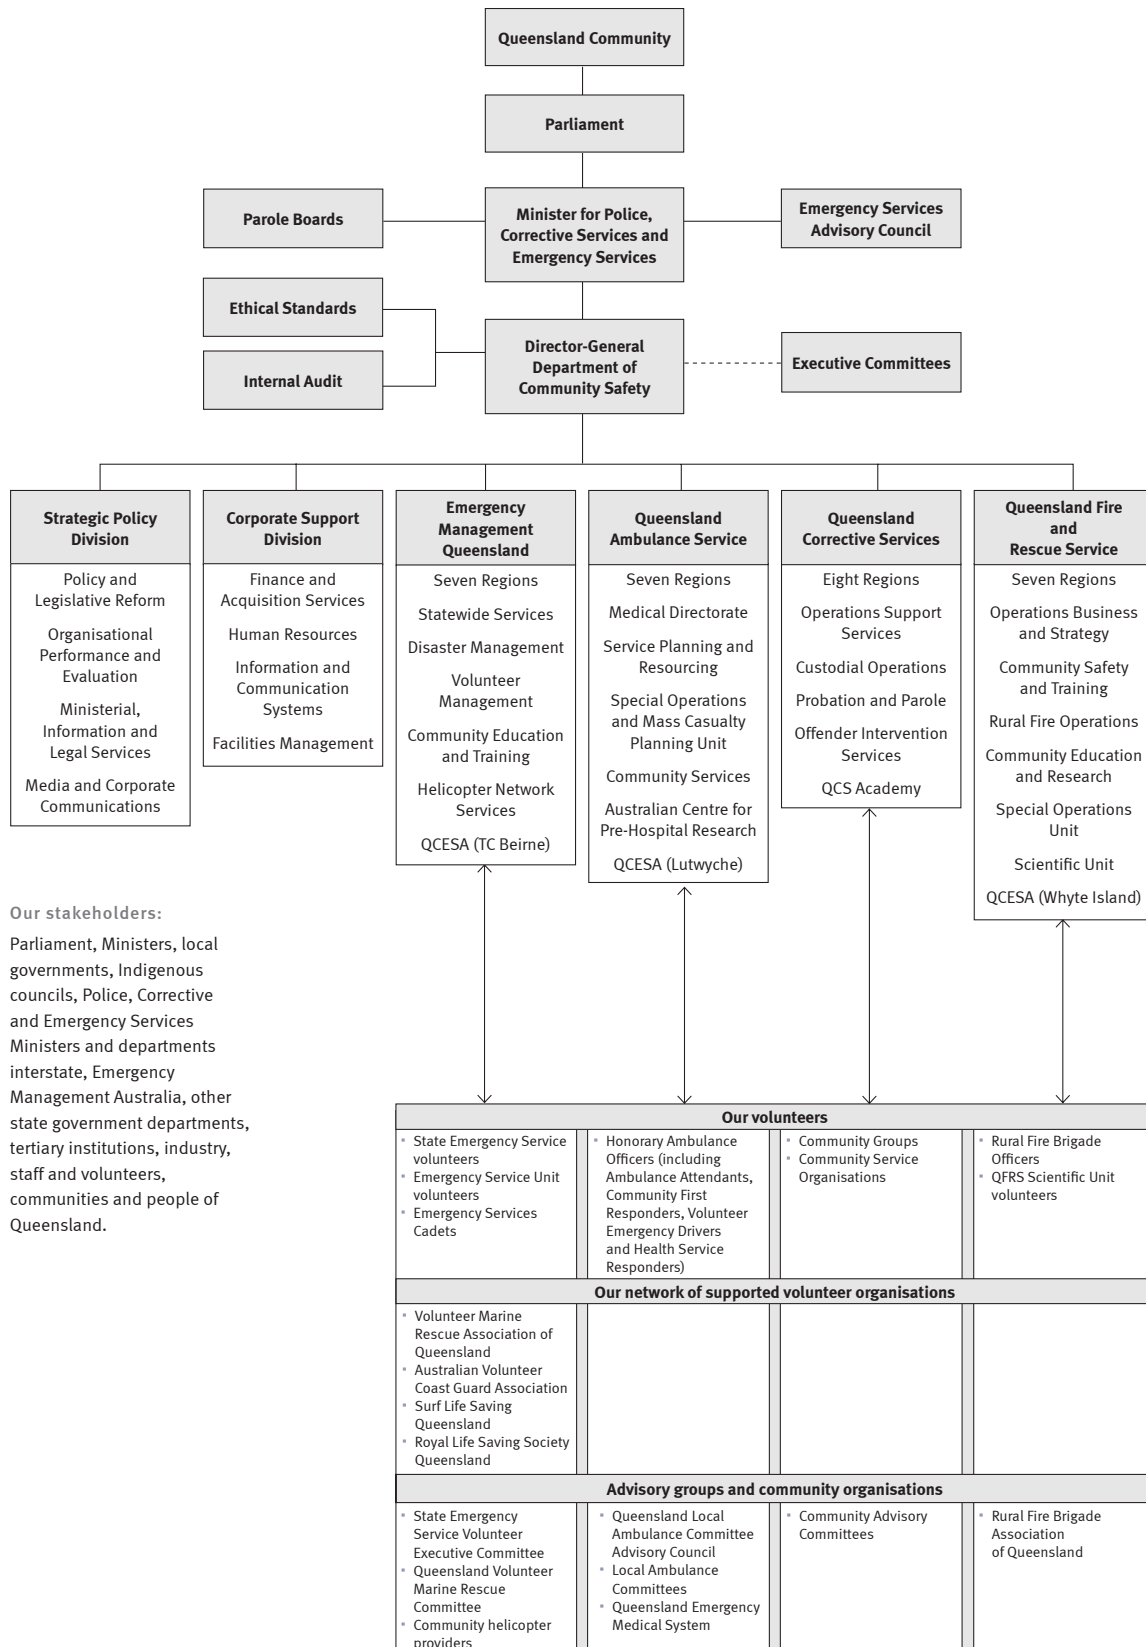 Queensland Community
Parliament
Parole Boards
Minister for Police,
Corrective Services and
Emergency Services
Emergency Services
Advisory Council
Ethical Standards
Internal Audit
Director-General
Department of
Community Safety
Executive Committees
Strategic Policy
Division
Policy and
Legislative Reform
Organisational
Performance and
Evaluation
Ministerial,
Information and
Legal Services
Media and Corporate
Communications
Corporate Support
Division
Finance and
Acquisition Services
Human Resources
Information and
Communication
Systems
Facilities Management
Emergency
Management
Queensland
Seven Regions
Statewide Services
Disaster Management
Volunteer
Management
Community Education
and Training
Helicopter Network
Services
QCESA (TC Beirne)
Queensland
Ambulance Service
Seven Regions
Medical Directorate
Service Planning and
Resourcing
Special Operations
and Mass Casualty
Planning Unit
Community Services
Australian Centre for
Pre-Hospital Research
QCESA (Lutwyche)
Queensland
Corrective Services
Eight Regions
Operations Support
Services
Custodial Operations
Probation and Parole
Offender Intervention
Services
QCS Academy
Queensland Fire
and
Rescue Service
Seven Regions
Operations Business
and Strategy
Community Safety
and Training
Rural Fire Operations
Community Education
and Research
Special Operations
Unit
Scientific Unit
QCESA (Whyte Island)
Our stakeholders:
Parliament, Ministers, local
governments, Indigenous
councils, Police, Corrective
and Emergency Services
Ministers and departments
interstate, Emergency
Management Australia, other
state government departments,
tertiary institutions, industry,
staff and volunteers,
communities and people of
Queensland.
Our volunteers
▪ State Emergency Service
volunteers
▪ Emergency Service Unit
volunteers
▪ Emergency Services
Cadets
▪ Honorary Ambulance
Officers (including
Ambulance Attendants,
Community First
Responders, Volunteer
Emergency Drivers
and Health Service
Responders)
▪ Community Groups
▪ Community Service
Organisations
▪ Rural Fire Brigade
Officers
▪ QFRS Scientific Unit
volunteers
Our network of supported volunteer organisations
▪ Volunteer Marine
Rescue Association of
Queensland
▪ Australian Volunteer
Coast Guard Association
▪ Surf Life Saving
Queensland
▪ Royal Life Saving Society
Queensland
Advisory groups and community organisations
▪ State Emergency
Service Volunteer
Executive Committee
▪ Queensland Volunteer
Marine Rescue
Committee
▪ Community helicopter
providers
▪ Queensland Local
Ambulance Committee
Advisory Council
▪ Local Ambulance
Committees
▪ Queensland Emergency
Medical System
▪ Community Advisory
Committees
▪ Rural Fire Brigade
Association
of Queensland